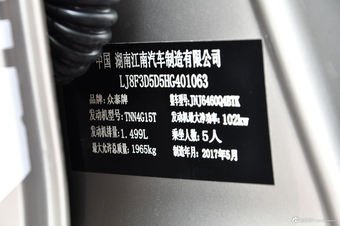 中国 湖南江南汽车制造有限公司
LJ8F3D5D5HG401063
品牌：众泰牌 整车型号：JNJ6460Q4BTK
发动机型号：TNN4G15T 发动机最大净功率：102kw
发动机排量：1.499L 乘坐人数：5人
最大允许总质量：1965kg 制造年月：2017年5月